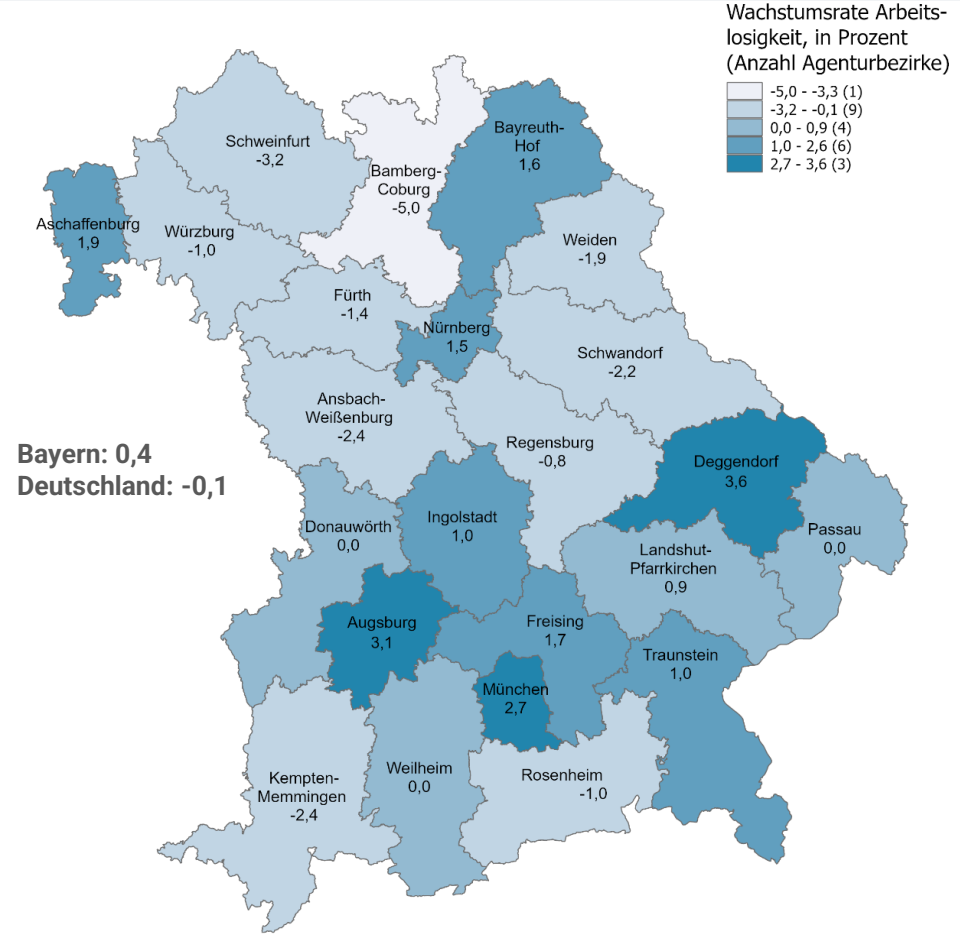 Wachstumsrate Arbeits-
losigkeit, in Prozent
(Anzahl Agenturbezirke)
-5,0 - -3,3 (1)
-3,2 - -0,1 (9)
0,0 - 0,9 (4)
1,0 - 2,6 (6)
2,7 - 3,6 (3)
Schweinfurt
-3,2
Bamberg-
Coburg
-5,0
Bayreuth-
Hof
1,6
Aschaffenburg
1,9
Würzburg
-1,0
Weiden
-1,9
Fürth
-1,4
Nürnberg
1,5
Schwandorf
-2,2
Ansbach-
Weißenburg
-2,4
Regensburg
-0,8
Bayern: 0,4
Deutschland: -0,1
Deggendorf
3,6
Donauwörth
0,0
Ingolstadt
1,0
Passau
0,0
Landshut-
Pfarrkirchen
0,9
Augsburg
3,1
Freising
1,7
Traunstein
1,0
München
2,7
Kempten-
Memmingen
-2,4
Weilheim
0,0
Rosenheim
-1,0